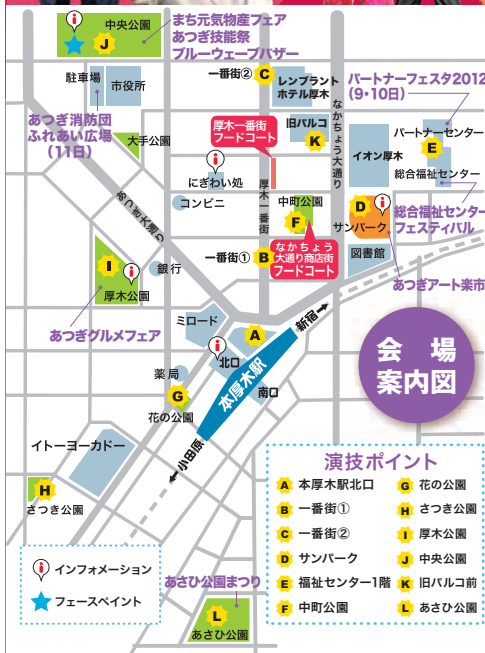 中央公園
J
まち元気物産フェア
あつぎ技能祭
ブルーウェーブバザー
駐車場
市役所
一番街②
C
レンブラント
ホテル厚木
パートナーフェスタ2012
(9・10日)
あつぎ消防団
ふれあい広場
(11日)
大手公園
厚木一番街
フードコート
旧パルコ
K
なかちょう大通り
パートナーセンター
E
イオン厚木
総合福祉センター
にぎわい処
コンビニ
厚木一番街
中町公園
F
D
サンパーク
総合福祉センター
フェスティバル
あつぎ大通り
なかちょう
大通り商店街
フードコート
一番街①
B
図書館
I
厚木公園
銀行
あつぎアート楽市
あつぎグルメフェア
ミロード
A
新宿
北口
本厚木駅
南口
会場
案内図
薬局
G
花の公園
小田原
イトーヨーカドー
H
さつき公園
演技ポイント
A 本厚木駅北口
B 一番街①
C 一番街②
D サンパーク
E 福祉センター1階
F 中町公園
G 花の公園
H さつき公園
I 厚木公園
J 中央公園
K 旧パルコ前
L あさひ公園
インフォメーション
フェースペイント
あさひ公園まつり
L
あさひ公園